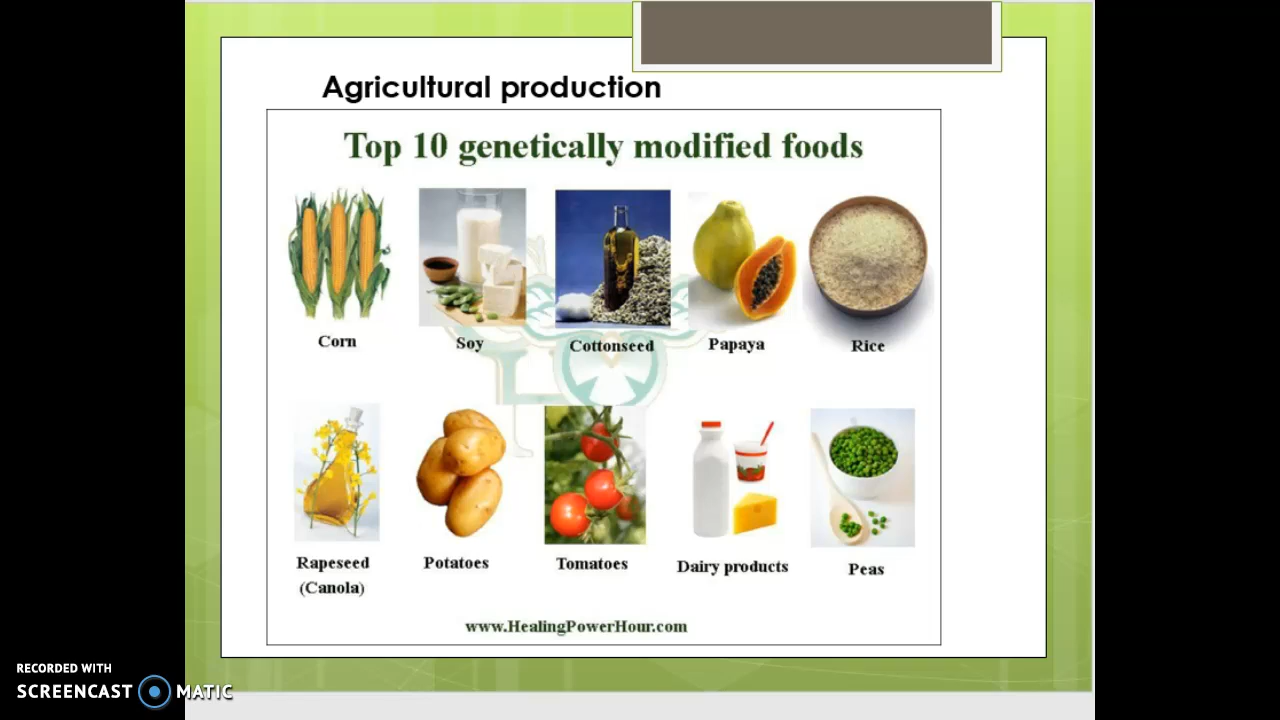 Agricultural production
Top 10 genetically modified foods
Corn
Soy
Cottonseed
Papaya
Rice
Rapeseed
(Canola)
Potatoes
Tomatoes
Dairy products
Peas
www.HealingPowerHour.com
RECORDED WITH
SCREENCAST MATIC